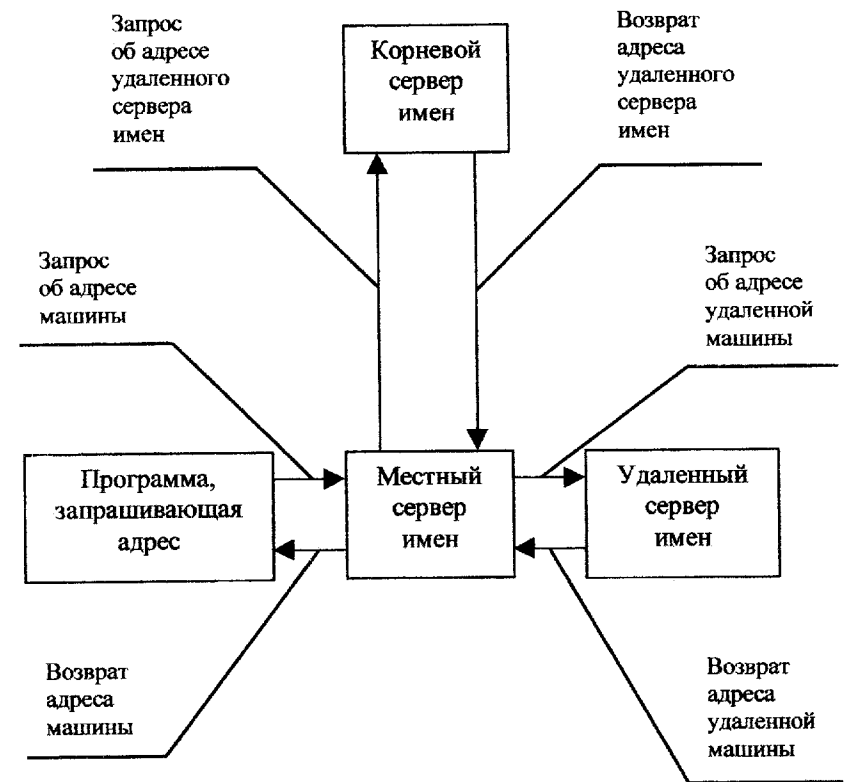 Запрос
об адресе
удаленного
сервера
имен
Корневой
сервер
имен
Возврат
адреса
удаленного
сервера
имен
Запрос
об адресе
машины
Запрос
об адресе
удаленной
машины
Программа,
запрашивающая
адрес
Местный
сервер
имен
Удаленный
сервер
имен
Возврат
адреса
машины
Возврат
адреса
удаленной
машины